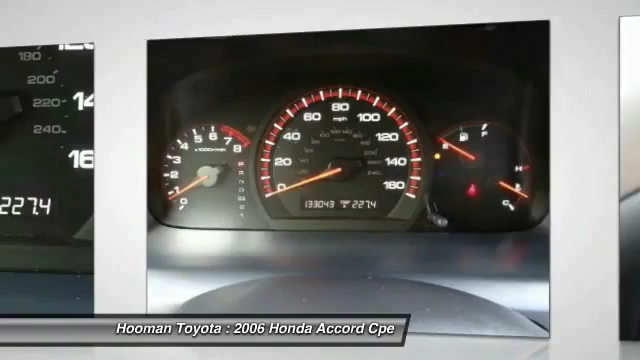 180
200
220
240
14
16
227.4
0
1
2
3
4
5
6
7
8
x1000r/min
P
R
N
D
2
1
0
20
40
60
80
100
120
140
160
mph
133043 227.4
F
H
C
Hooman Toyota : 2006 Honda Accord Cpe